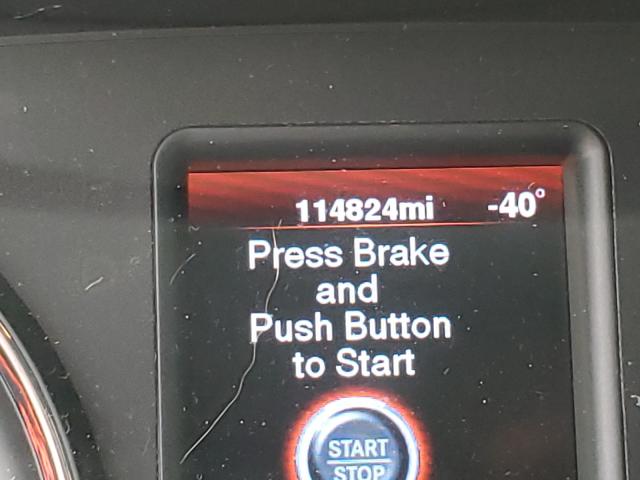 114824mi -40°
Press Brake
and
Push Button
to Start
START
STOP